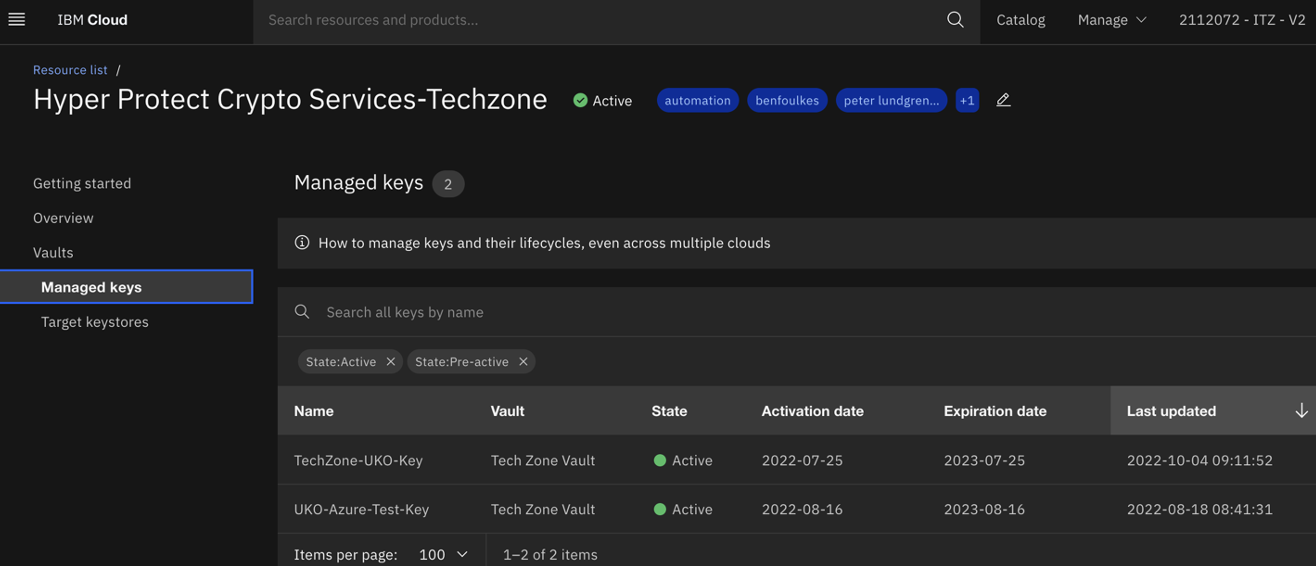 IBM Cloud Search resources and products... Catalog Manage 2112072 - ITZ - V2
Resource list /
Hyper Protect Crypto Services-Techzone Active automation benfoulkes peter lundgren... +1
Getting started
Overview
Vaults
Managed keys
Target keystores
Managed keys 2
How to manage keys and their lifecycles, even across multiple clouds
Search all keys by name
State:Active State:Pre-active
Name Vault State Activation date Expiration date Last updated
TechZone-UKO-Key Tech Zone Vault Active 2022-07-25 2023-07-25 2022-10-04 09:11:52
UKO-Azure-Test-Key Tech Zone Vault Active 2022-08-16 2023-08-16 2022-08-18 08:41:31
Items per page: 100 1–2 of 2 items